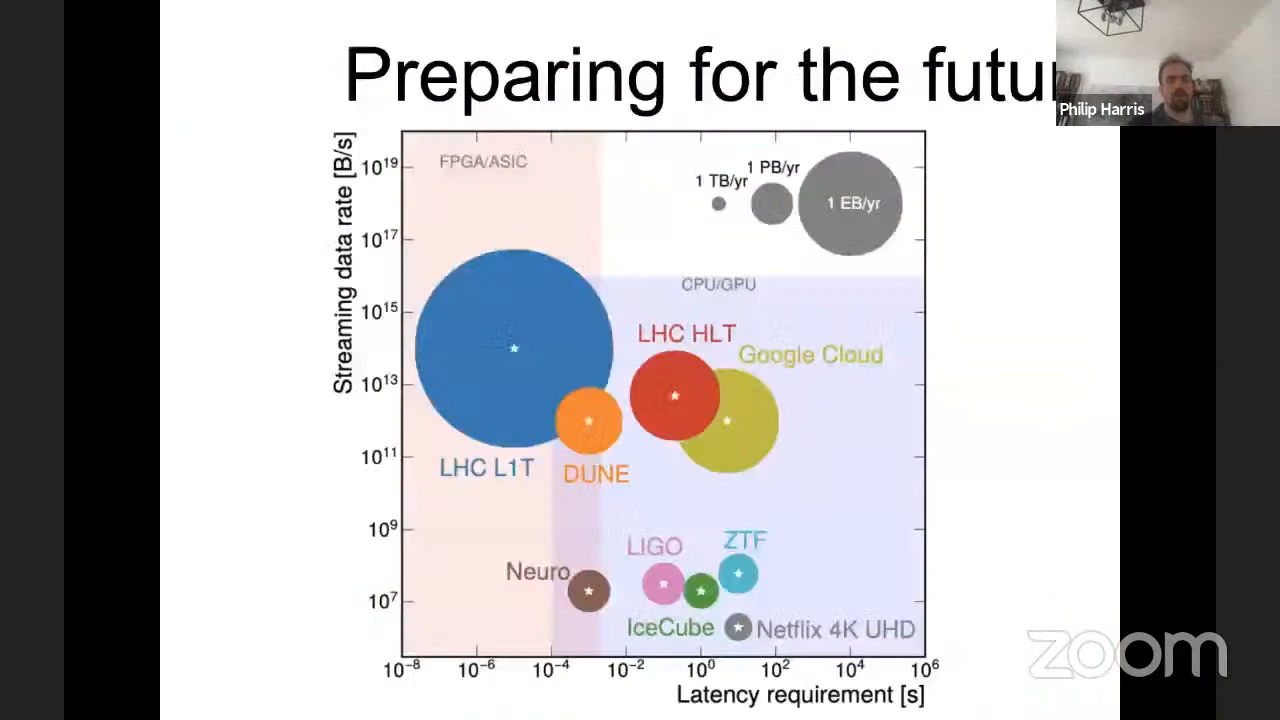 Preparing for the futu
Philip Harris
Streaming data rate [B/s]
10^19
10^17
10^15
10^13
10^11
10^9
10^7
FPGA/ASIC
1 TB/yr
1 PB/yr
1 EB/yr
CPU/GPU
LHC HLT
Google Cloud
LHC L1T
DUNE
LIGO
ZTF
Neuro
IceCube
Netflix 4K UHD
10^-8
10^-6
10^-4
10^-2
10^0
10^2
10^4
10^6
Latency requirement [s]
zoom